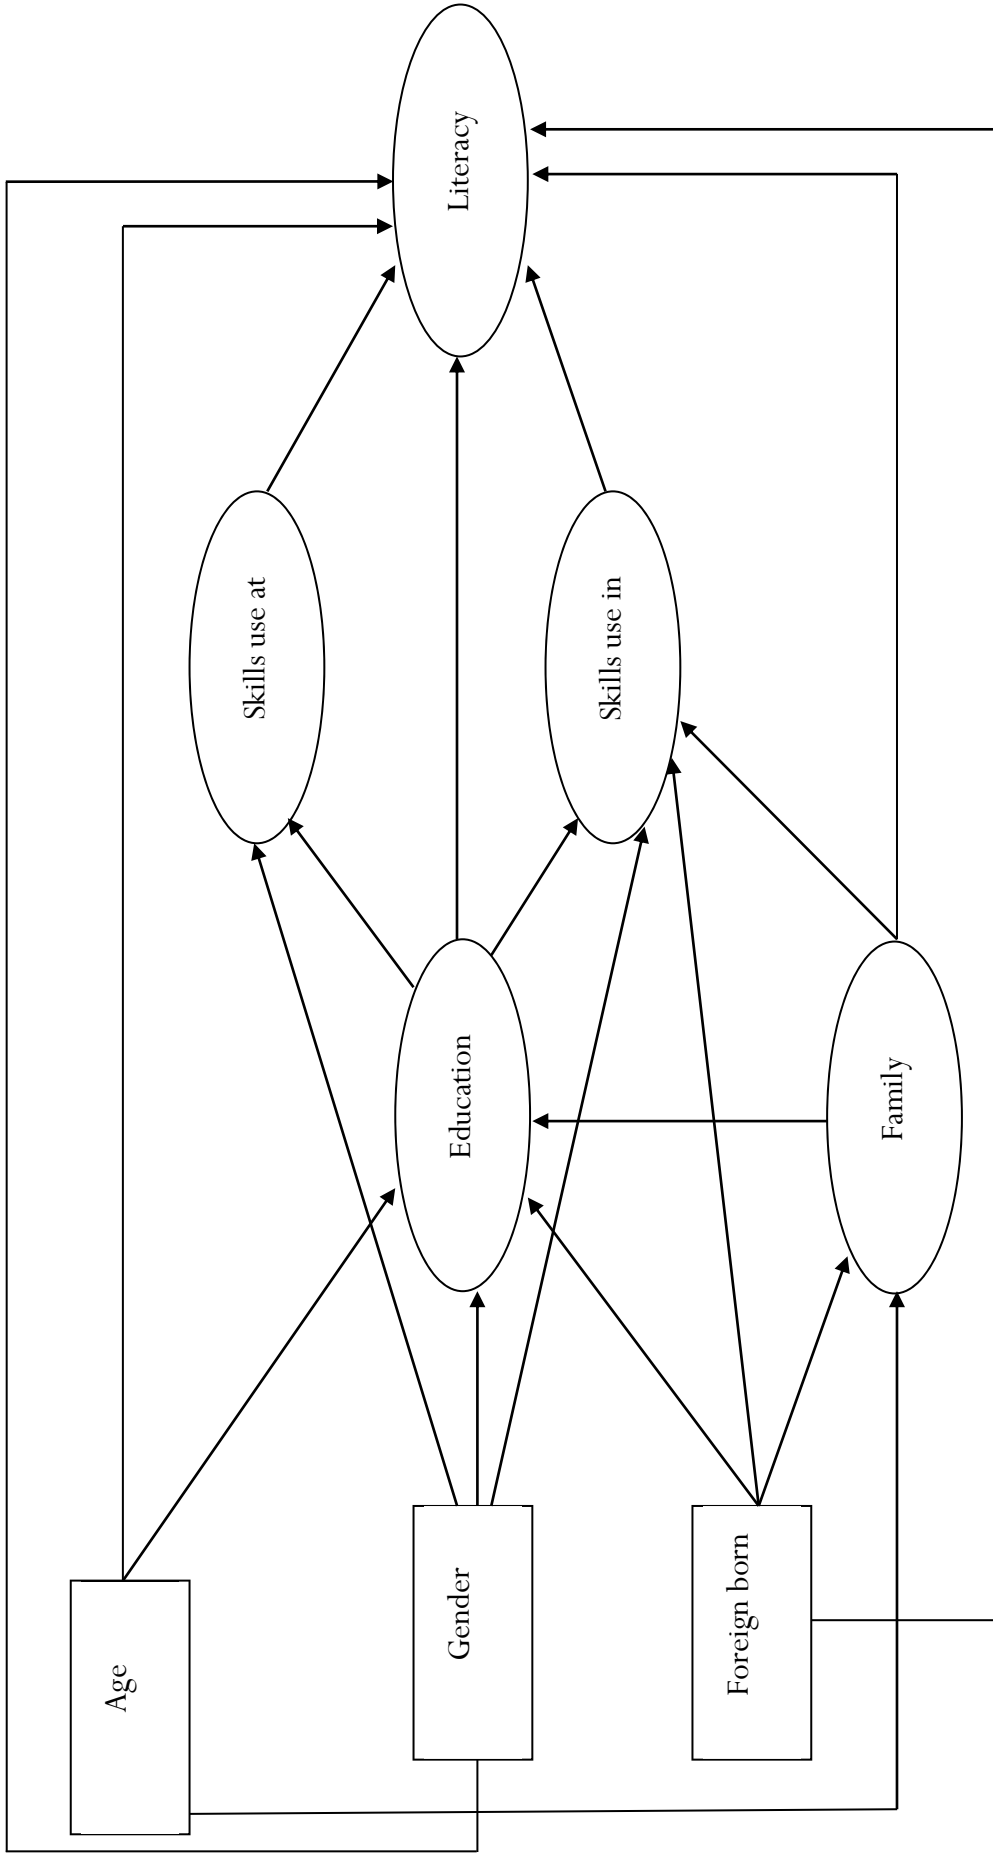 Age
Gender
Foreign born
Education
Family
Skills use at
Skills use in
Literacy